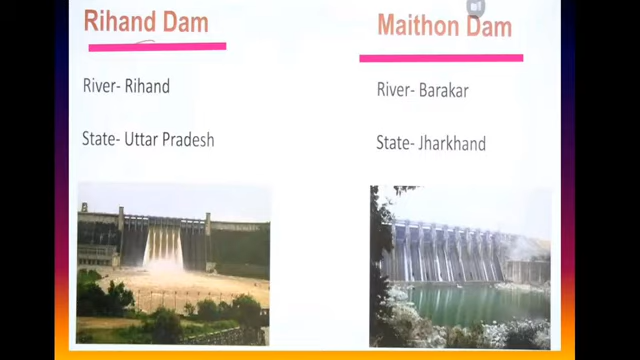 Rihand Dam
River- Rihand
State- Uttar Pradesh
Maithon Dam
River- Barakar
State- Jharkhand